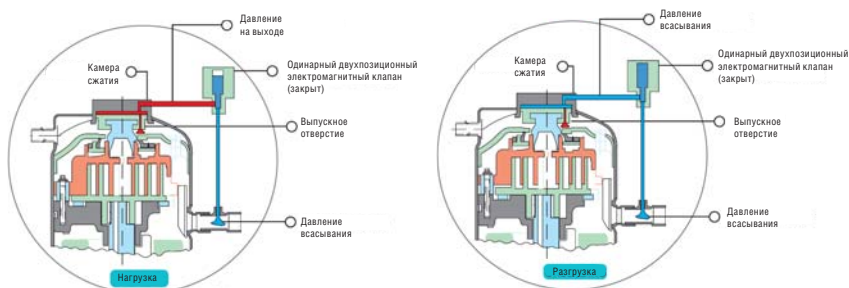 Давление
на выходе
Камера
сжатия
Одинарный двухпозиционный
электромагнитный клапан
(закрыт)
Выпускное
отверстие
Давление
всасывания
Нагрузка
Давление
всасывания
Камера
сжатия
Одинарный двухпозиционный
электромагнитный клапан
(закрыт)
Выпускное
отверстие
Давление
всасывания
Разгрузка